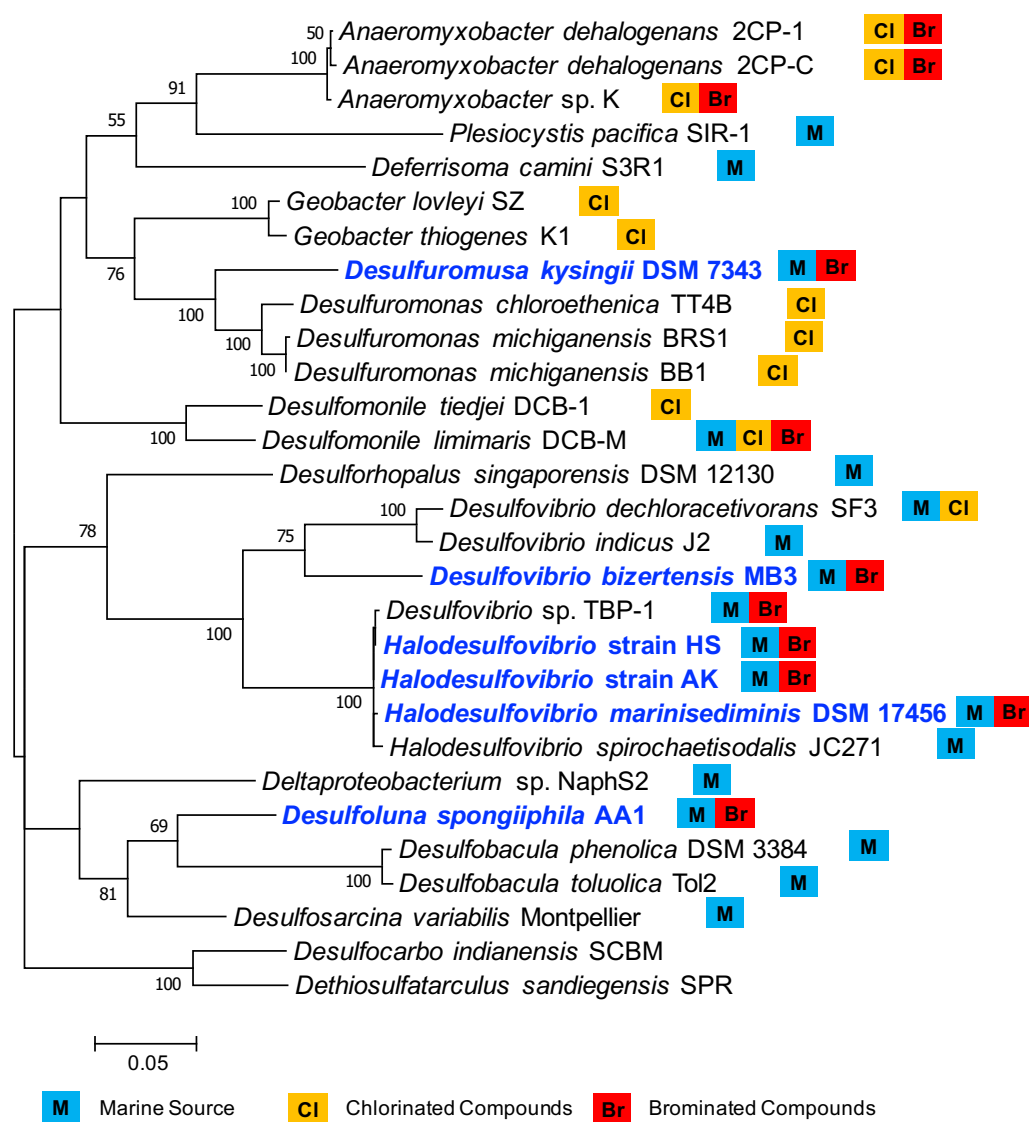 50
Anaeromyxobacter dehalogenans 2CP-1 Cl Br
100
Anaeromyxobacter dehalogenans 2CP-C Cl Br
91
Anaeromyxobacter sp. K Cl Br
55
Plesiocystis pacifica SIR-1 M
Deferrisoma camini S3R1 M
100
Geobacter lovleyi SZ Cl
Geobacter thiogenes K1 Cl
76
Desulfuromusa kysingii DSM 7343 M Br
100
Desulfuromonas chloroethenica TT4B Cl
100
Desulfuromonas michiganensis BRS1 Cl
100
Desulfuromonas michiganensis BB1 Cl
Desulfomonile tiedjei DCB-1 Cl
100
Desulfomonile limimaris DCB-M M Cl Br
Desulforhopalus singaporensis DSM 12130 M
78
100
Desulfovibrio dechloracetivorans SF3 M Cl
75
Desulfovibrio indicus J2 M
Desulfovibrio bizertensis MB3 M Br
Desulfovibrio sp. TBP-1 M Br
100
Halodesulfovibrio strain HS M Br
Halodesulfovibrio strain AK M Br
100
Halodesulfovibrio marinisediminis DSM 17456 M Br
Halodesulfovibrio spirochaetisodalis JC271 M
Deltaproteobacterium sp. NaphS2 M
Desulfoluna spongiiphila AA1 M Br
69
Desulfobacula phenolica DSM 3384 M
100
Desulfobacula toluolica Tol2 M
81
Desulfosarcina variabilis Montpellier M
Desulfocarbo indianensis SCBM
100
Dethiosulfatarculus sandiegensis SPR
0.05
M Marine Source Cl Chlorinated Compounds Br Brominated Compounds